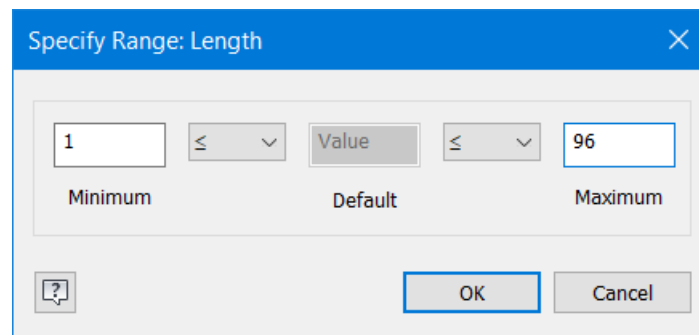 Specify Range: Length
1 ≤ Value ≤ 96
Minimum Default Maximum
? OK Cancel